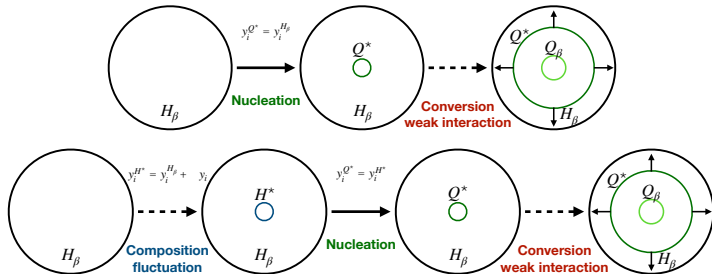 y_i^{Q*} = y_i^{H_β}
Q*
H_β
Nucleation
H_β
Conversion
weak interaction
Q*
Q_β
H_β
y_i^{H*} = y_i^{H_β} + y_i
y_i^{Q*} = y_i^{H*}
H*
Q*
Q*
Q_β
H_β
Composition
fluctuation
H_β
Nucleation
H_β
Conversion
weak interaction
H_β